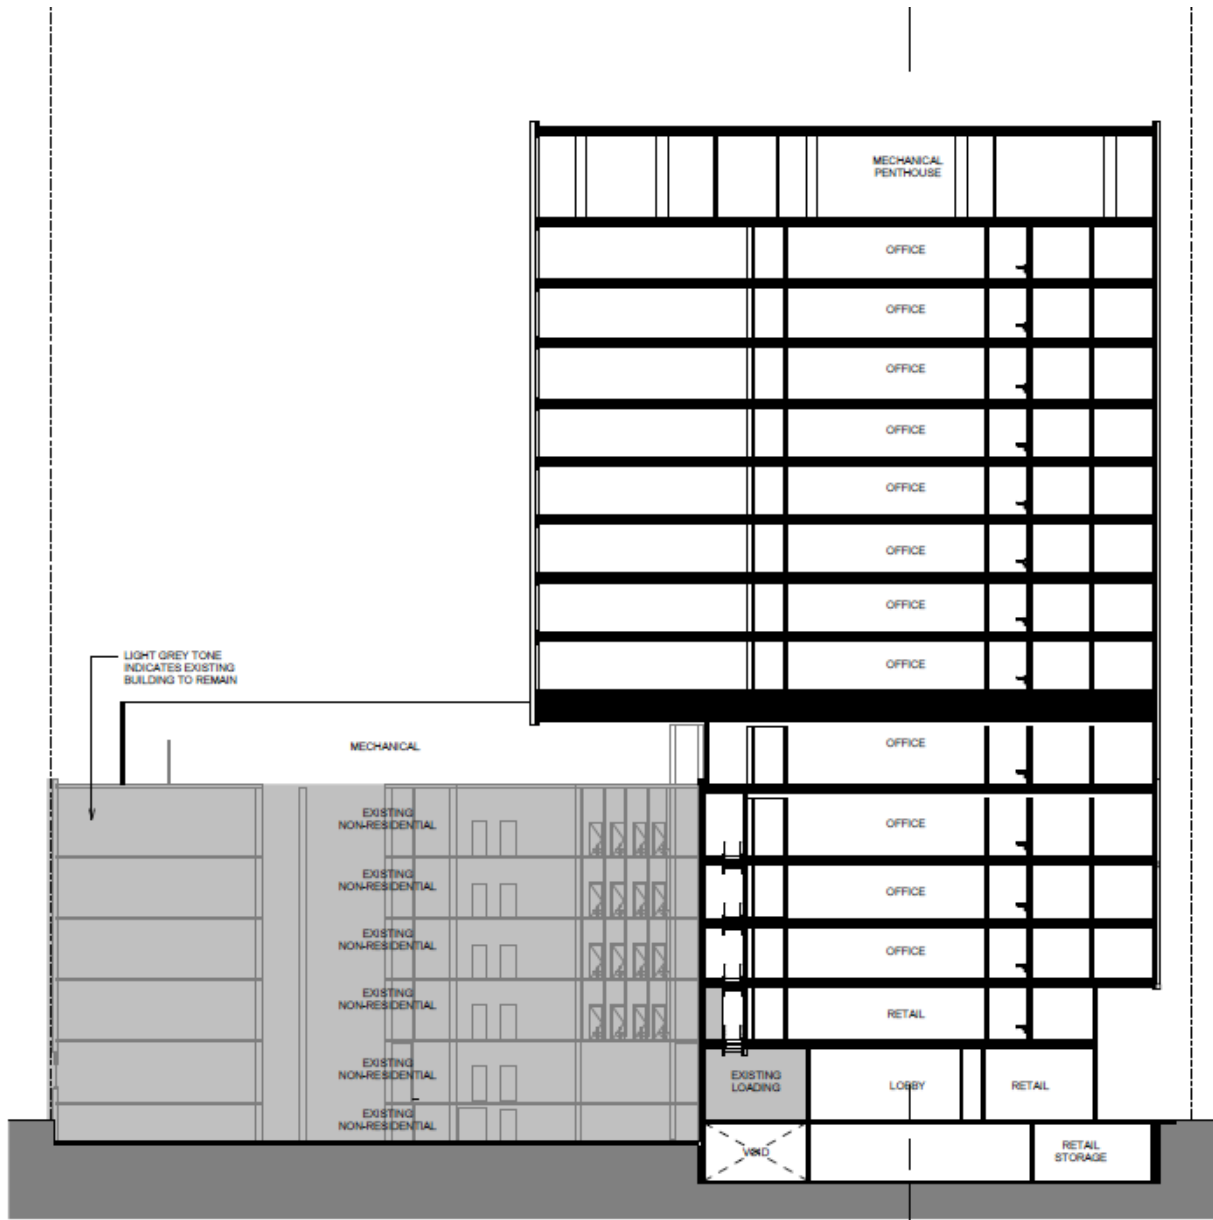 MECHANICAL
PENTHOUSE
OFFICE
OFFICE
OFFICE
OFFICE
OFFICE
OFFICE
OFFICE
OFFICE
LIGHT GREY TONE
INDICATES EXISTING
BUILDING TO REMAIN
MECHANICAL
OFFICE
EXISTING
NON-RESIDENTIAL
OFFICE
EXISTING
NON-RESIDENTIAL
OFFICE
EXISTING
NON-RESIDENTIAL
OFFICE
EXISTING
NON-RESIDENTIAL
RETAIL
EXISTING
NON-RESIDENTIAL
EXISTING
LOADING
LOBBY
RETAIL
EXISTING
NON-RESIDENTIAL
VOID
RETAIL
STORAGE